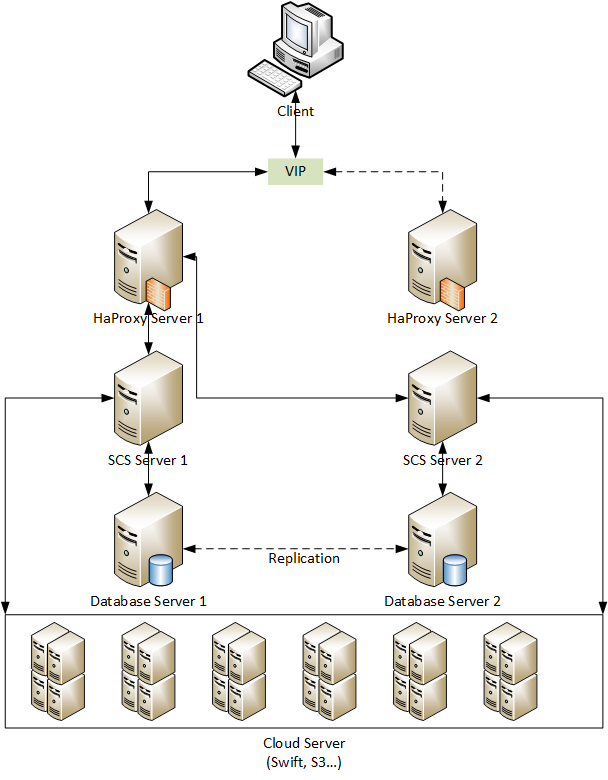 Client
VIP
HaProxy Server 1
HaProxy Server 2
SCS Server 1
SCS Server 2
Replication
Database Server 1
Database Server 2
Cloud Server
(Swift, S3...)